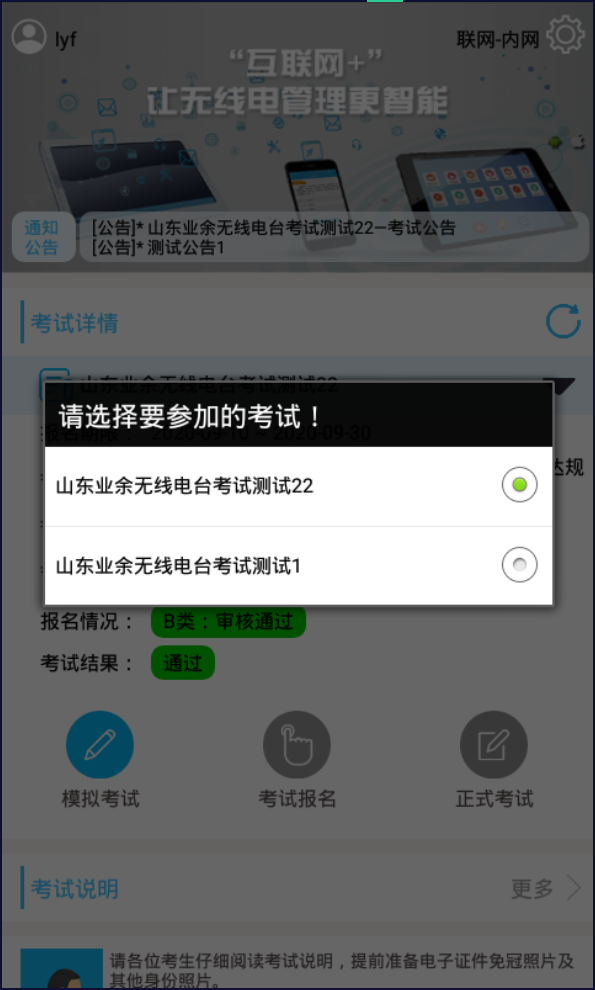 lyf
联网-内网
“互联网+”
让无线电管理更智能
通知
公告
[公告]* 山东业余无线电台考试测试22—考试公告
[公告]* 测试公告1
考试详情
山东业余无线电台考试测试22
请选择要参加的考试！
报名期限： 2020-09-10 ~ 2020-09-30
达规
山东业余无线电台考试测试22
山东业余无线电台考试测试1
报名情况：
B类：审核通过
考试结果：
通过
模拟考试
考试报名
正式考试
考试说明
更多
请各位考生仔细阅读考试说明，提前准备电子证件免冠照片及
其他身份照片。